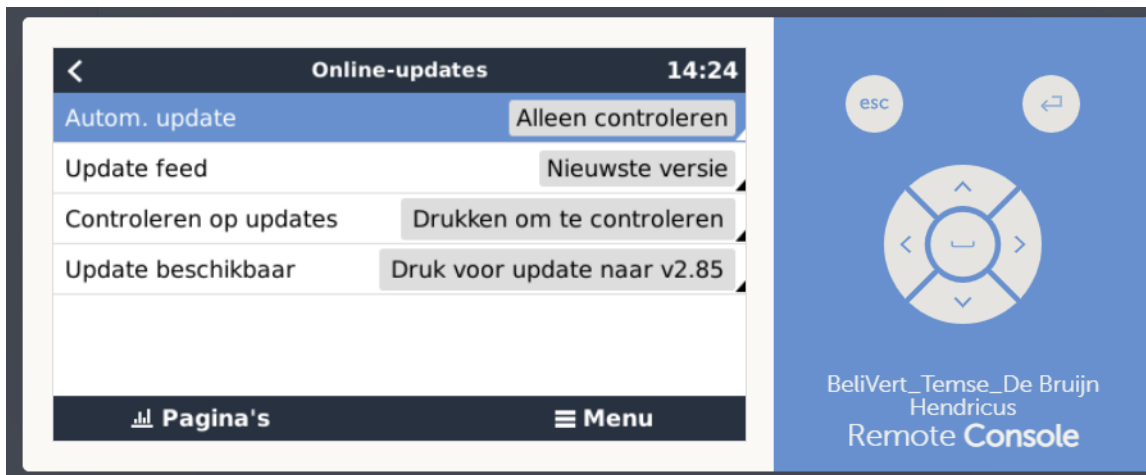 Online-updates 14:24
Autom. update Alleen controleren
Update feed Nieuwste versie
Controleren op updates Drukken om te controleren
Update beschikbaar Druk voor update naar v2.85
Pagina's Menu
esc
BeliVert_Temse_De Bruijn
Hendricus
Remote Console